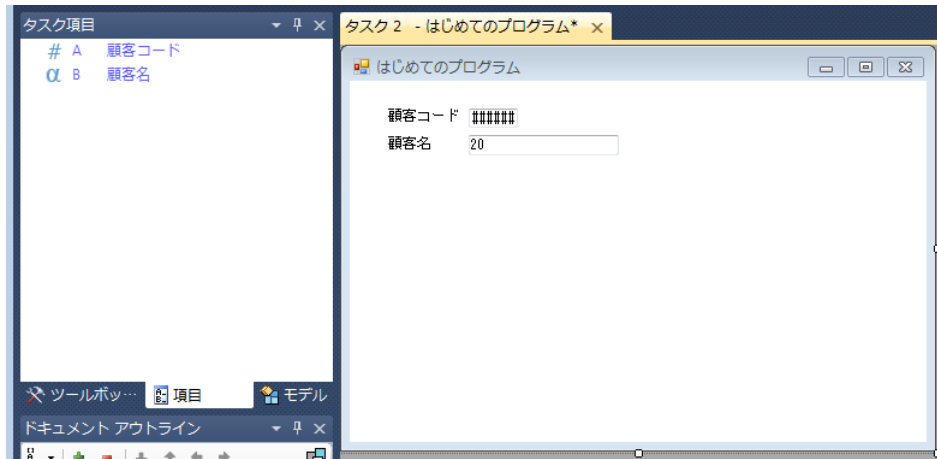 タスク項目
# A 顧客コード
α B 顧客名
ツールボッ… 項目 モデル
ドキュメント アウトライン
タスク 2 - はじめてのプログラム*
はじめてのプログラム
顧客コード ######
顧客名 20